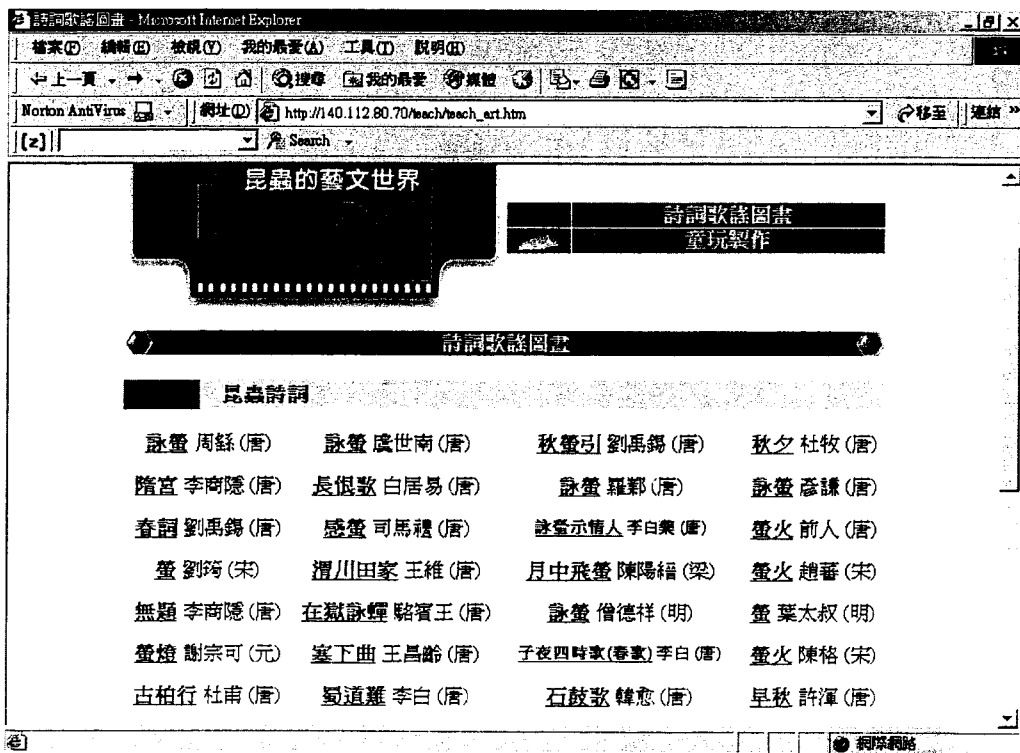 詩詞歌謠圖畫 - Microsoft Internet Explorer
檔案(F) 編輯(E) 檢視(V) 我的最愛(A) 工具(T) 說明(H)
上一頁 搜尋 我的最愛 媒體
Norton AntiVirus 網址(D) http://140.112.80.70/teach/teach_art.htm 移至 連結 »
[z] Search
昆蟲的藝文世界
詩詞歌謠圖畫
童玩製作
詩詞歌謠圖畫
昆蟲詩詞
詠螢 周繇 (唐) 詠螢 虞世南 (唐) 秋螢引 劉禹錫 (唐) 秋夕 杜牧 (唐)
隋宮 李商隱 (唐) 長恨歌 白居易 (唐) 詠螢 羅鄴 (唐) 詠螢 彥謙 (唐)
春詞 劉禹錫 (唐) 感螢 司馬禮 (唐) 詠螢示情人 李白藥 (唐) 螢火 前人 (唐)
螢 劉筠 (宋) 渭川田家 王維 (唐) 月中飛螢 陳陽縉 (梁) 螢火 趙蕃 (宋)
無題 李商隱 (唐) 在獄詠蟬 駱賓王 (唐) 詠螢 僧德祥 (明) 螢 葉太叔 (明)
螢燈 謝宗可 (元) 塞下曲 王昌齡 (唐) 子夜四時歌(春歌) 李白 (唐) 螢火 陳格 (宋)
古柏行 杜甫 (唐) 蜀道難 李白 (唐) 石鼓歌 韓愈 (唐) 早秋 許渾 (唐)
網際網路